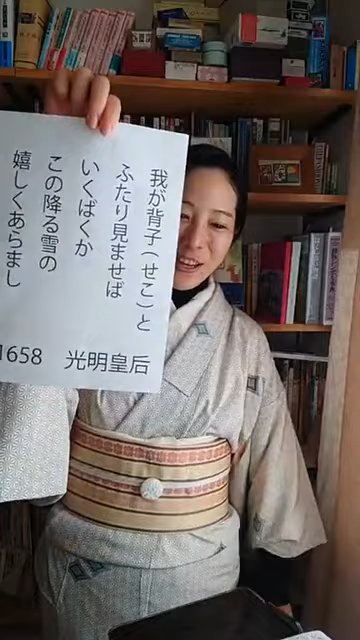 我が背子(せこ)と
ふたり見ませば
いくばくか
この降る雪の
嬉しくあらまし
1658 光明皇后